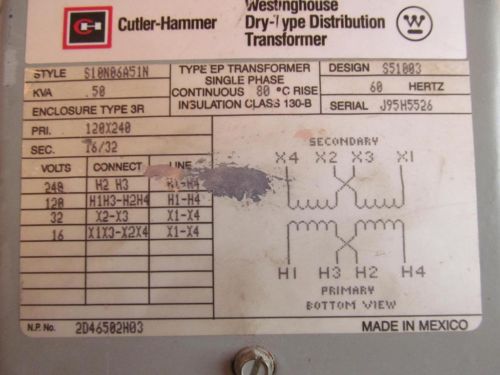 Cutler-Hammer
Westinghouse
Dry-Type Distribution
Transformer
STYLE S10N06A51N
KVA .50
ENCLOSURE TYPE 3R
TYPE EP TRANSFORMER
SINGLE PHASE
CONTINUOUS 80 °C RISE
INSULATION CLASS 130-B
DESIGN S51003
60 HERTZ
SERIAL J95H5526
PRI. 120X240
SEC. 16/32
VOLTS CONNECT LINE
240 H2 H3 H1-H4
120 H1H3-H2H4 H1-H4
32 X2-X3 X1-X4
16 X1X3-X2X4 X1-X4
SECONDARY
X4 X2 X3 X1
H1 H3 H2 H4
PRIMARY
BOTTOM VIEW
N.P. No. 2D46502H03
MADE IN MEXICO